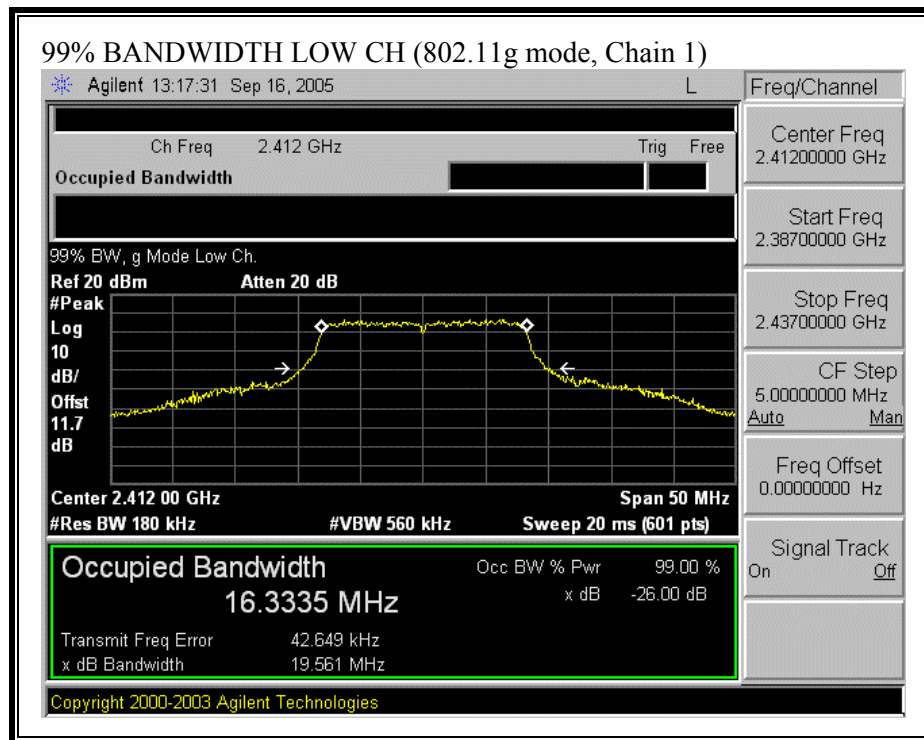 99% BANDWIDTH LOW CH (802.11g mode, Chain 1)
Agilent 13:17:31 Sep 16, 2005 L
Freq/Channel
Ch Freq 2.412 GHz Trig Free
Occupied Bandwidth
Center Freq
2.41200000 GHz
Start Freq
2.38700000 GHz
Stop Freq
2.43700000 GHz
CF Step
5.00000000 MHz
Auto Man
Freq Offset
0.00000000 Hz
Signal Track
On Off
99% BW, g Mode Low Ch.
Ref 20 dBm Atten 20 dB
#Peak
Log
10
dB/
Offst
11.7
dB
Center 2.412 00 GHz Span 50 MHz
#Res BW 180 kHz #VBW 560 kHz Sweep 20 ms (601 pts)
Occupied Bandwidth
16.3335 MHz
Occ BW % Pwr 99.00 %
x dB -26.00 dB
Transmit Freq Error 42.649 kHz
x dB Bandwidth 19.561 MHz
Copyright 2000-2003 Agilent Technologies